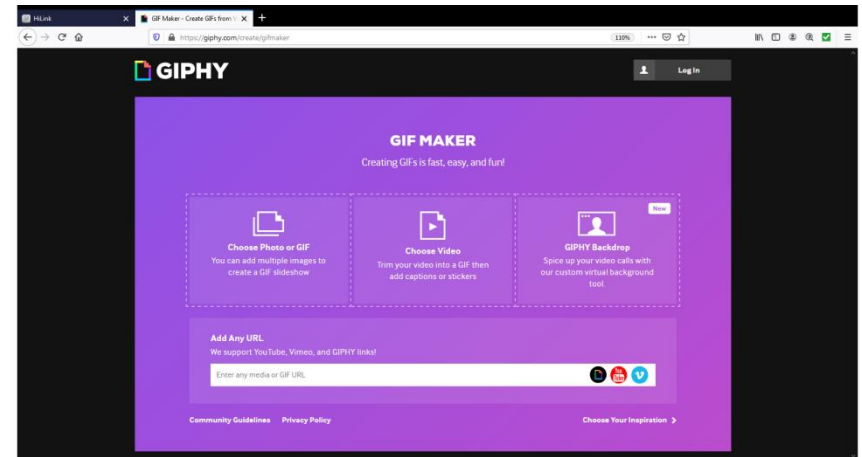 HiLink
GIF Maker - Create GIFs from V
https://giphy.com/create/gifmaker
110%
GIPHY
Log In
GIF MAKER
Creating GIFs is fast, easy, and fun!
Choose Photo or GIF
You can add multiple images to
create a GIF slideshow
Choose Video
Trim your video into a GIF then
add captions or stickers
New
GIPHY Backdrop
Spice up your video calls with
our custom virtual background
tool.
Add Any URL
We support YouTube, Vimeo, and GIPHY links!
Enter any media or GIF URL
You Tube
Community Guidelines Privacy Policy
Choose Your Inspiration